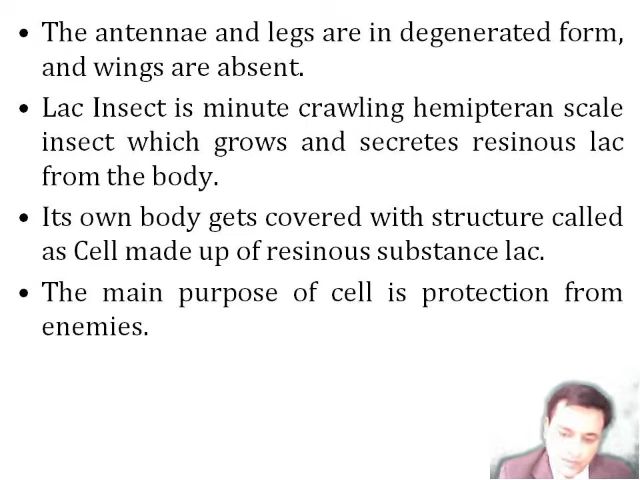 • The antennae and legs are in degenerated form,
and wings are absent.
• Lac Insect is minute crawling hemipteran scale
insect which grows and secretes resinous lac
from the body.
• Its own body gets covered with structure called
as Cell made up of resinous substance lac.
• The main purpose of cell is protection from
enemies.